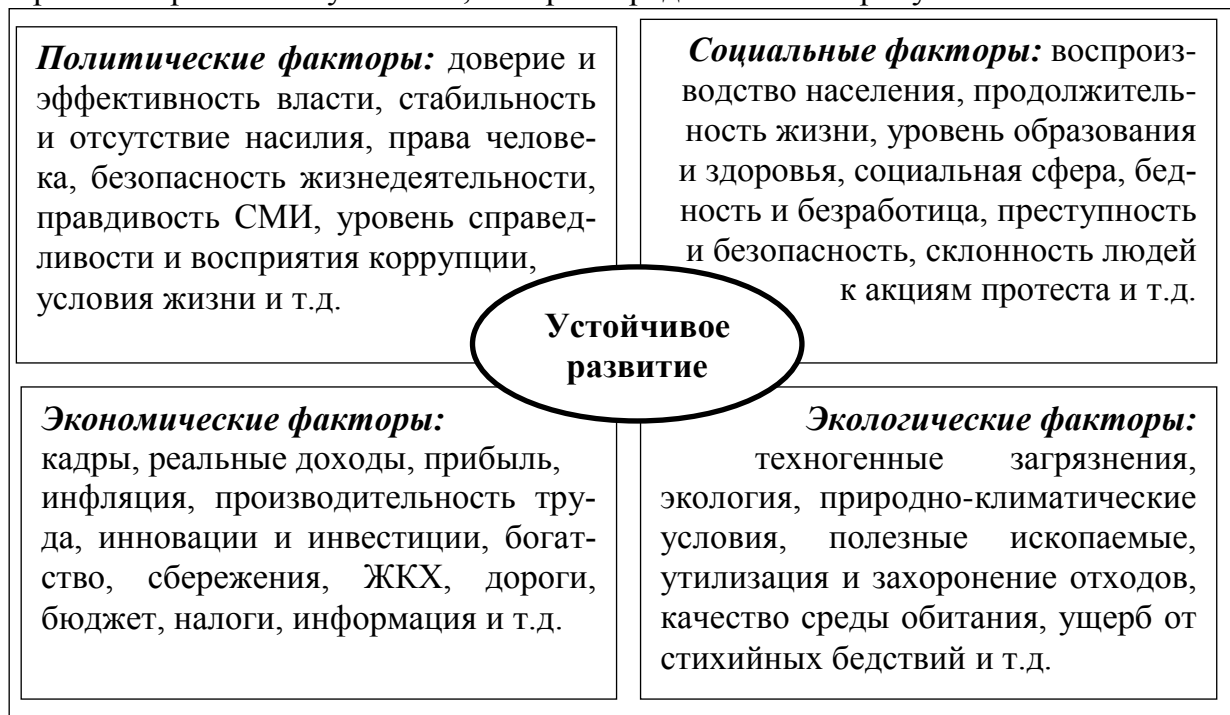 Политические факторы: доверие и
эффективность власти, стабильность
и отсутствие насилия, права челове-
ка, безопасность жизнедеятельности,
правдивость СМИ, уровень справед-
ливости и восприятия коррупции,
условия жизни и т.д.
Социальные факторы: воспроиз-
водство населения, продолжитель-
ность жизни, уровень образования
и здоровья, социальная сфера, бед-
ность и безработица, преступность
и безопасность, склонность людей
к акциям протеста и т.д.
Устойчивое
развитие
Экономические факторы:
кадры, реальные доходы, прибыль,
инфляция, производительность тру-
да, инновации и инвестиции, богат-
ство, сбережения, ЖКХ, дороги,
бюджет, налоги, информация и т.д.
Экологические факторы:
техногенные загрязнения,
экология, природно-климатические
условия, полезные ископаемые,
утилизация и захоронение отходов,
качество среды обитания, ущерб от
стихийных бедствий и т.д.